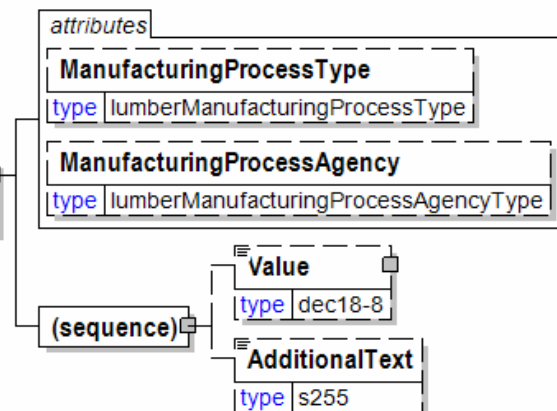 attributes
ManufacturingProcessType
type lumberManufacturingProcessType
ManufacturingProcessAgency
type lumberManufacturingProcessAgencyType
Value
type dec18-8
(sequence)
AdditionalText
type s255